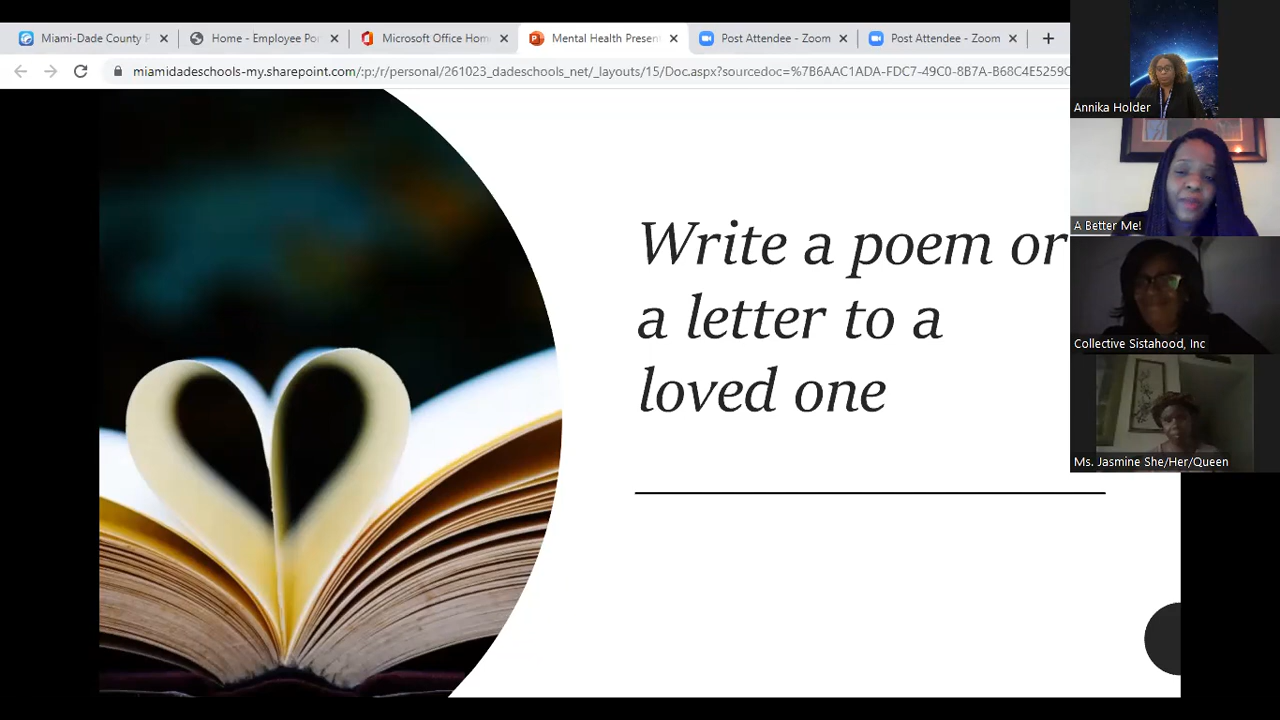 Miami-Dade County P
Home - Employee Po
Microsoft Office Hom
Mental Health Present
Post Attendee - Zoom
Post Attendee - Zoom
miamidadeschools-my.sharepoint.com/:p:/r/personal/261923_dadeschools_net/_layouts/15/Doc.aspx?sourcedoc=%7B6AAC1ADA-FDC7-49C0-8B7A-B68C4E5259C
Annika Holder
A Better Me!
Collective Sistahood, Inc
Ms. Jasmine She/Her/Queen
Write a poem or
a letter to a
loved one